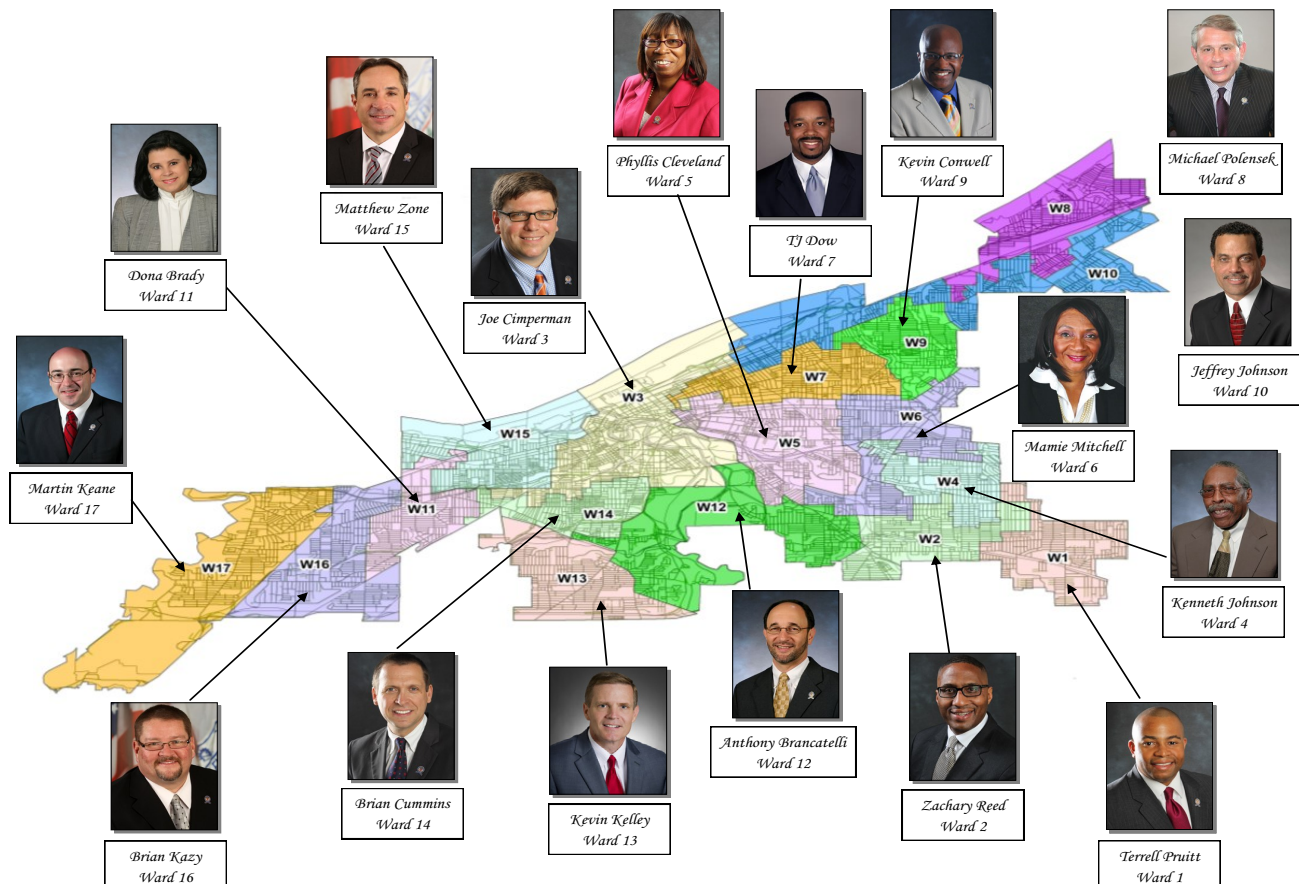 Phyllis Cleveland
Ward 5
Kevin Conwell
Ward 9
Michael Polensek
Ward 8
Matthew Zone
Ward 15
TJ Dow
Ward 7
Dona Brady
Ward 11
Joe Cimperman
Ward 3
Jeffrey Johnson
Ward 10
Mamie Mitchell
Ward 6
Martin Keane
Ward 17
Kenneth Johnson
Ward 4
Anthony Brancatelli
Ward 12
Brian Cummins
Ward 14
Kevin Kelley
Ward 13
Zachary Reed
Ward 2
Brian Kazy
Ward 16
Terrell Pruitt
Ward 1
W8
W10
W9
W7
W3
W6
W15
W5
W4
W11
W14
W12
W2
W1
W17
W16
W13